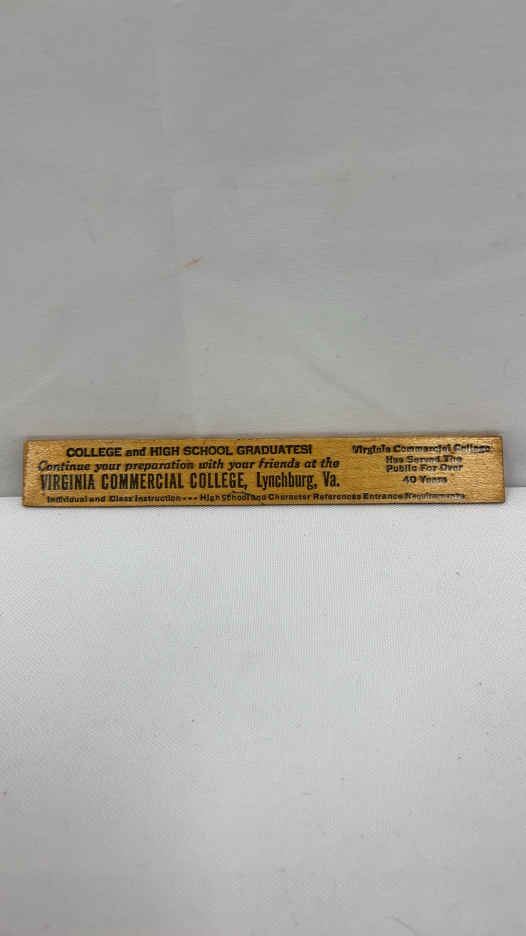 COLLEGE and HIGH SCHOOL GRADUATES!
Continue your preparation with your friends at the
VIRGINIA COMMERCIAL COLLEGE, Lynchburg, Va.
Individual and Class Instruction --- High School and Character References Entrance Requirements
Virginia Commercial College
Has Served The
Public For Over
40 Years